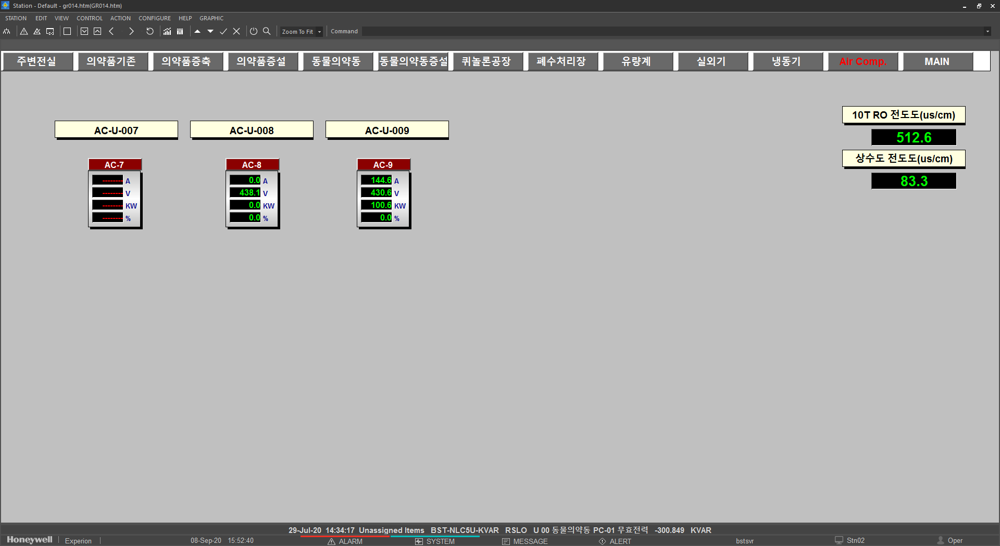 Station - Default - gr014.htm(GR014.htm)
STATION EDIT VIEW CONTROL ACTION CONFIGURE HELP GRAPHIC
Zoom To Fit Command
주변전실 의약품기존 의약품증축 의약품증설 동물의약동 동물의약동증설 퀴놀론공장 폐수처리장 유량계 실외기 냉동기 Air Comp. MAIN
10T RO 전도도(us/cm)
512.6
상수도 전도도(us/cm)
83.3
AC-U-007 AC-U-008 AC-U-009
AC-7 AC-8 AC-9
-------- A 0.0 A 144.6 A
-------- V 438.1 V 430.6 V
-------- KW 0.0 KW 100.6 KW
-------- % 0.0 % 0.0 %
29-Jul-20 14:34:17 Unassigned Items BST-NLC5U-KVAR RSLO U 00 동물의약동 PC-01 무효전력 -300.849 KVAR
Honeywell Experion 08-Sep-20 15:52:40 ALARM SYSTEM MESSAGE ALERT bstsvr Stn02 Oper